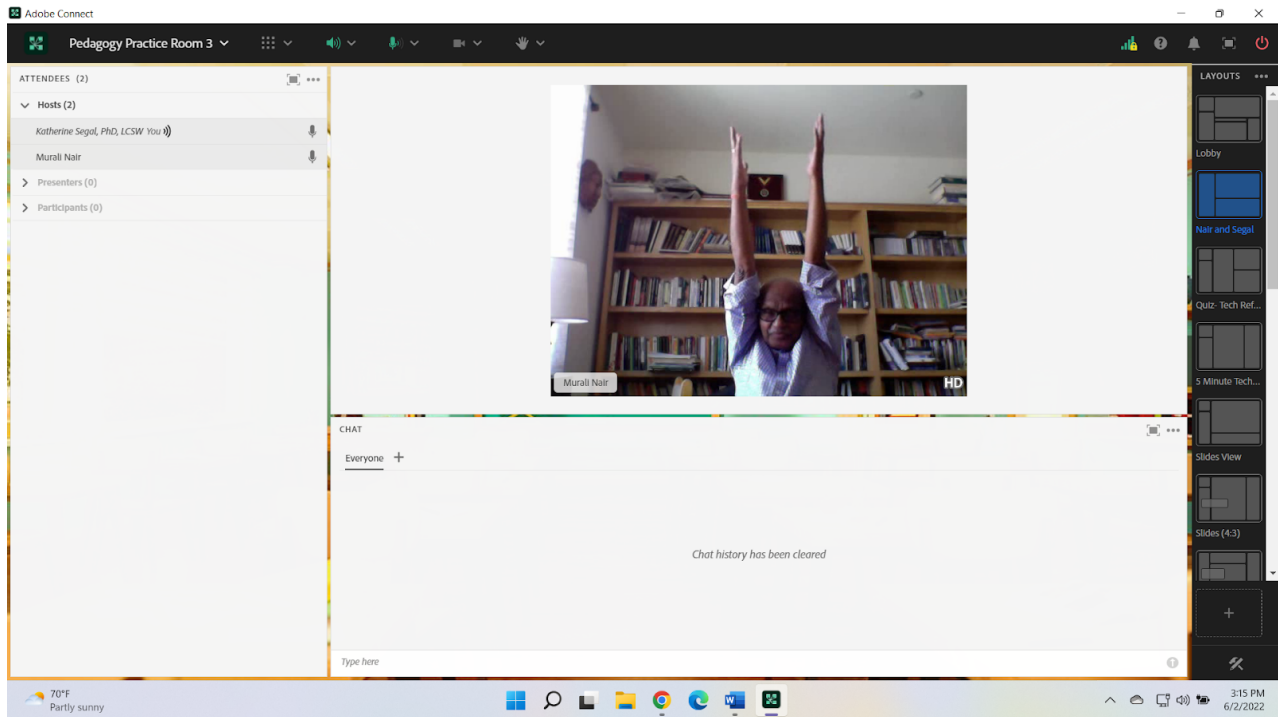 Adobe Connect
Pedagogy Practice Room 3
ATTENDEES (2)
Hosts (2)
Katherine Segal, PhD, LCSW You
Murali Nair
Presenters (0)
Participants (0)
Murali Nair
HD
CHAT
Everyone
Chat history has been cleared
Type here
LAYOUTS
Lobby
Nair and Segal
Quiz- Tech Ref...
5 Minute Tech...
Slides View
Slides (4:3)
70°F
Partly sunny
3:15 PM
6/2/2022